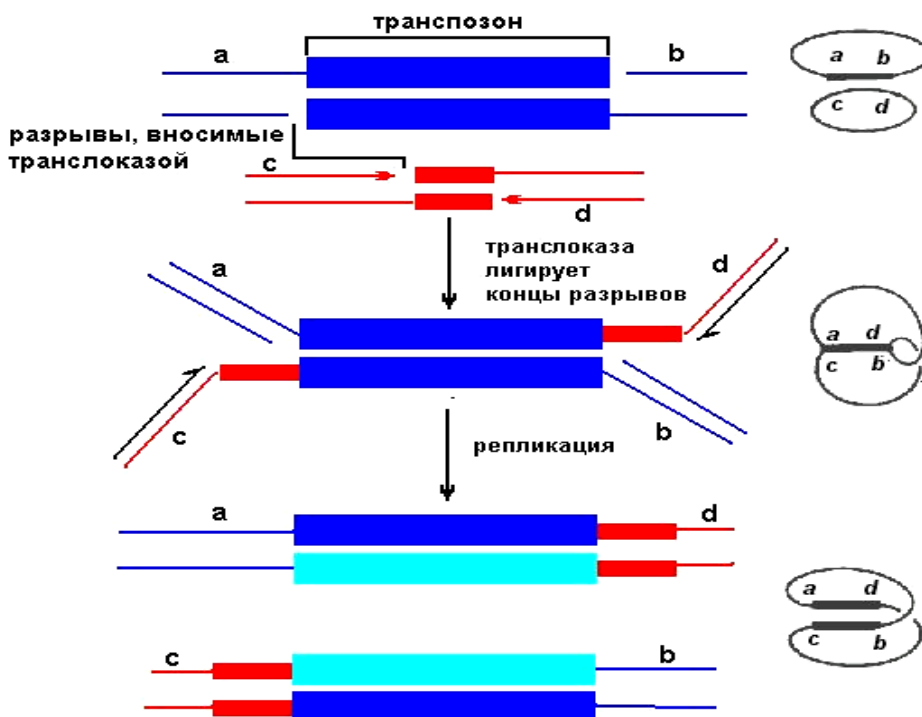 транспозон
a
b
a b
c d
разрывы, вносимые
транслоказой
c
d
транслоказа
лигирует
концы разрывов
a
d
a d
c b
c
b
репликация
a
d
a d
c b
c
b